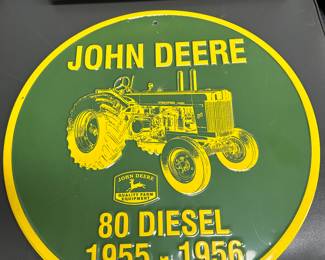 JOHN DEERE
JOHN DEERE
QUALITY FARM
EQUIPMENT
80 DIESEL
1955 - 1956